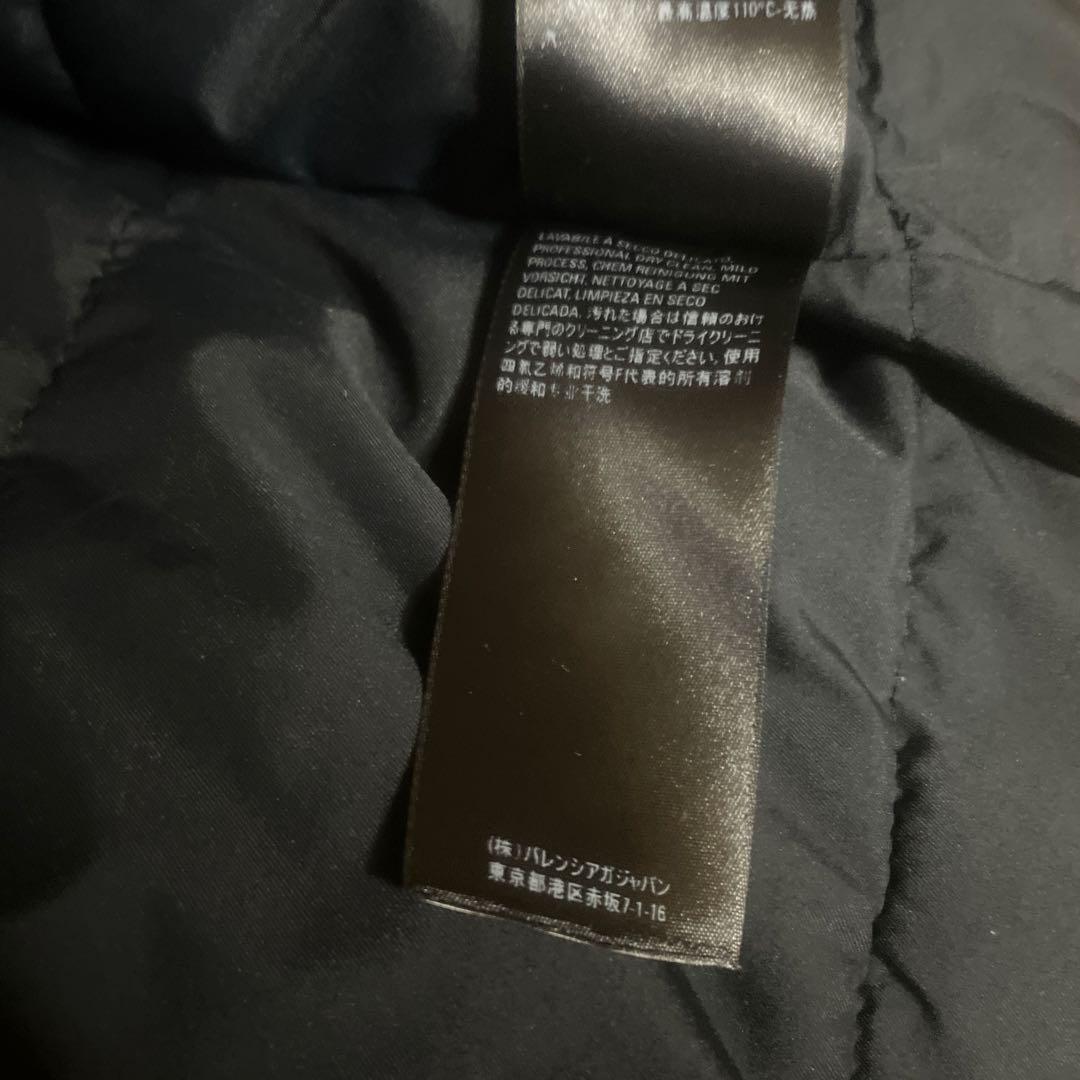 最高温度110°C-无蒸
LAVABILE A SECCO DELICATO,
PROFESSIONAL DRY CLEAN, MILD
PROCESS, CHEM REINIGUNG MIT
VORSICHT, NETTOYAGE A SEC
DELICAT, LIMPIEZA EN SECO
DELICADA, 汚れた場合は信頼のおけ
る専門のクリーニング店でドライクリーニ
ングで弱い処理とご指定ください, 使用
四氯乙烯和符号F代表的所有溶剂
的缓和专业干洗
(株)バレンシアガジャパン
東京都港区赤坂7-1-16